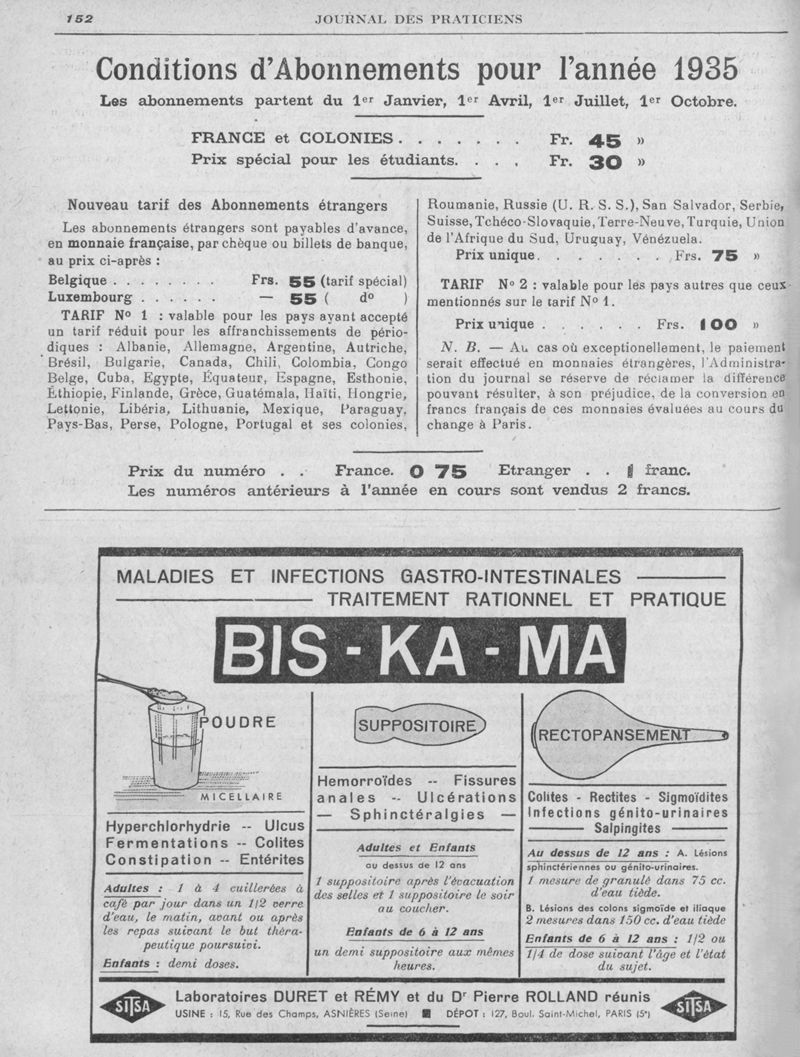 152
JOURNAL DES PRATICIENS
Conditions d'Abonnements pour l'année 1935
Les abonnements partent du 1er Janvier, 1er Avril, 1er Juillet, 1er Octobre.
FRANCE et COLONIES . . . . . . . Fr. 45 »
Prix spécial pour les étudiants. . . . Fr. 30 »
Nouveau tarif des Abonnements étrangers
Les abonnements étrangers sont payables d'avance,
en monnaie française, par chèque ou billets de banque,
au prix ci-après :
Belgique . . . . . . . . Frs. 55 (tarif spécial)
Luxembourg . . . . . . — 55 ( do )
TARIF No 1 : valable pour les pays ayant accepté
un tarif réduit pour les affranchissements de pério-
diques : Albanie, Allemagne, Argentine, Autriche,
Brésil, Bulgarie, Canada, Chili, Colombia, Congo
Belge, Cuba, Egypte, Équateur, Espagne, Esthonie,
Éthiopie, Finlande, Grèce, Guatémala, Haïti, Hongrie,
Lettonie, Libéria, Lithuanie, Mexique, Paraguay,
Pays-Bas, Perse, Pologne, Portugal et ses colonies,
Roumanie, Russie (U. R. S. S.), San Salvador, Serbie,
Suisse, Tchéco-Slovaquie, Terre-Neuve, Turquie, Union
de l'Afrique du Sud, Uruguay, Vénézuela.
Prix unique. . . . . . . . Frs. 75 »
TARIF No 2 : valable pour les pays autres que ceux
mentionnés sur le tarif No 1.
Prix unique . . . . . . Frs. 100 »
N. B. — Au cas où exceptionellement, le paiement
serait effectué en monnaies étrangères, l'Administra-
tion du journal se réserve de réclamer la différence
pouvant résulter, à son préjudice, de la conversion en
francs français de ces monnaies évaluées au cours du
change à Paris.
Prix du numéro . . France. 0 75 Etranger . . 1 franc.
Les numéros antérieurs à l'année en cours sont vendus 2 francs.
MALADIES ET INFECTIONS GASTRO-INTESTINALES
TRAITEMENT RATIONNEL ET PRATIQUE
BIS - KA - MA
POUDRE
MICELLAIRE
Hyperchlorhydrie -- Ulcus
Fermentations -- Colites
Constipation -- Entérites
Adultes : 1 à 4 cuillerées à
café par jour dans un 1/2 verre
d'eau, le matin, avant ou après
les repas suivant le but théra-
peutique poursuivi.
Enfants : demi doses.
SUPPOSITOIRE
Hemorroïdes -- Fissures
anales -- Ulcérations
— Sphinctéralgies —
Adultes et Enfants
au dessus de 12 ans
1 suppositoire après l'évacuation
des selles et 1 suppositoire le soir
au coucher.
Enfants de 6 à 12 ans
un demi suppositoire aux mêmes
heures.
RECTOPANSEMENT
Colites - Rectites - Sigmoïdites
Infections génito-urinaires
Salpingites
Au dessus de 12 ans : A. Lésions
sphinctériennes ou génito-urinaires.
1 mesure de granulé dans 75 cc.
d'eau tiède.
B. Lésions des colons sigmoïde et iliaque
2 mesures dans 150 cc. d'eau tiède
Enfants de 6 à 12 ans : 1/2 ou
1/4 de dose suivant l'âge et l'état
du sujet.
SITSA
Laboratoires DURET et RÉMY et du Dr Pierre ROLLAND réunis
USINE : 15, Rue des Champs, ASNIÈRES (Seine) ■ DÉPOT : 127, Boul. Saint-Michel, PARIS (5e)
SITSA